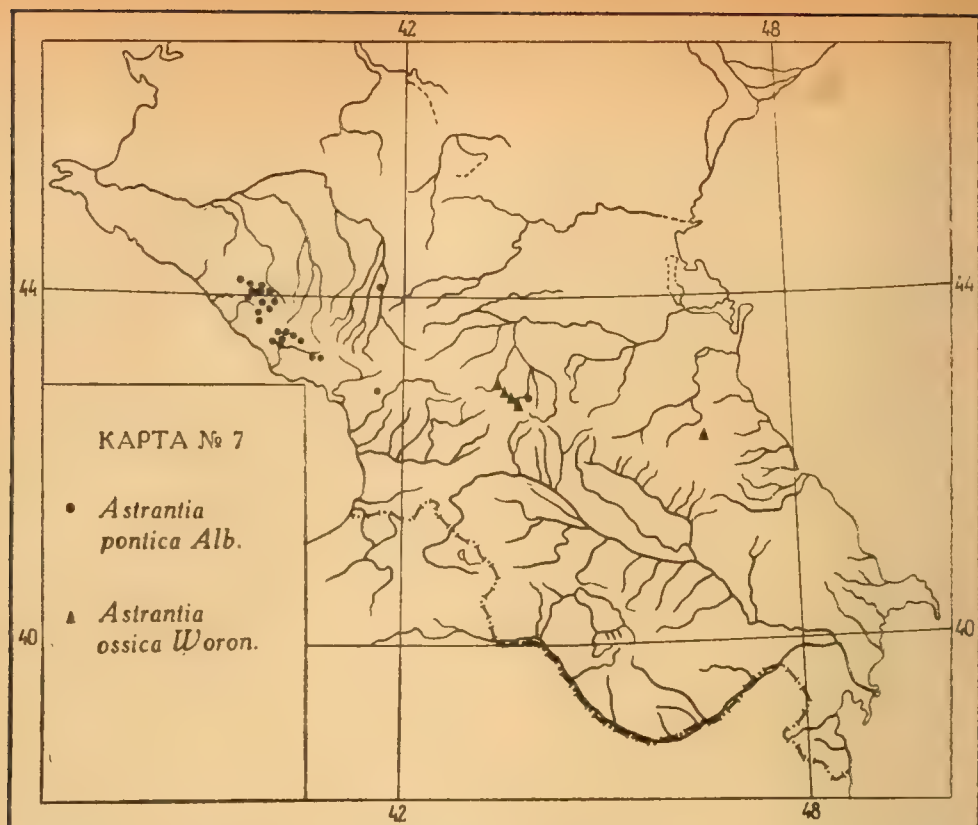 42 48
44 44
КАРТА № 7
Astrantia
pontica Alb.
Astrantia
ossica Woron.
40 40
42 48